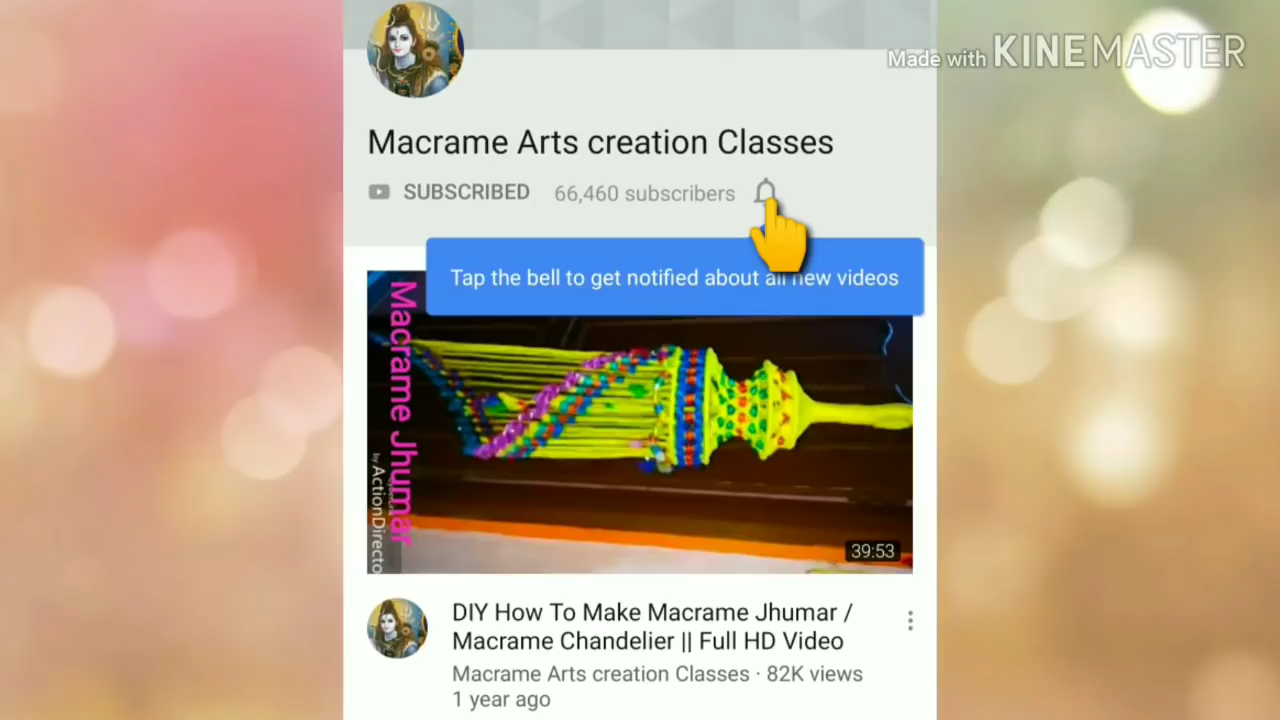 Made with KINEMASTER
Macrame Arts creation Classes
SUBSCRIBED 66,460 subscribers
Tap the bell to get notified about all new videos
Macrame Jhumar
by ActionDirecto
39:53
DIY How To Make Macrame Jhumar /
Macrame Chandelier || Full HD Video
Macrame Arts creation Classes · 82K views
1 year ago